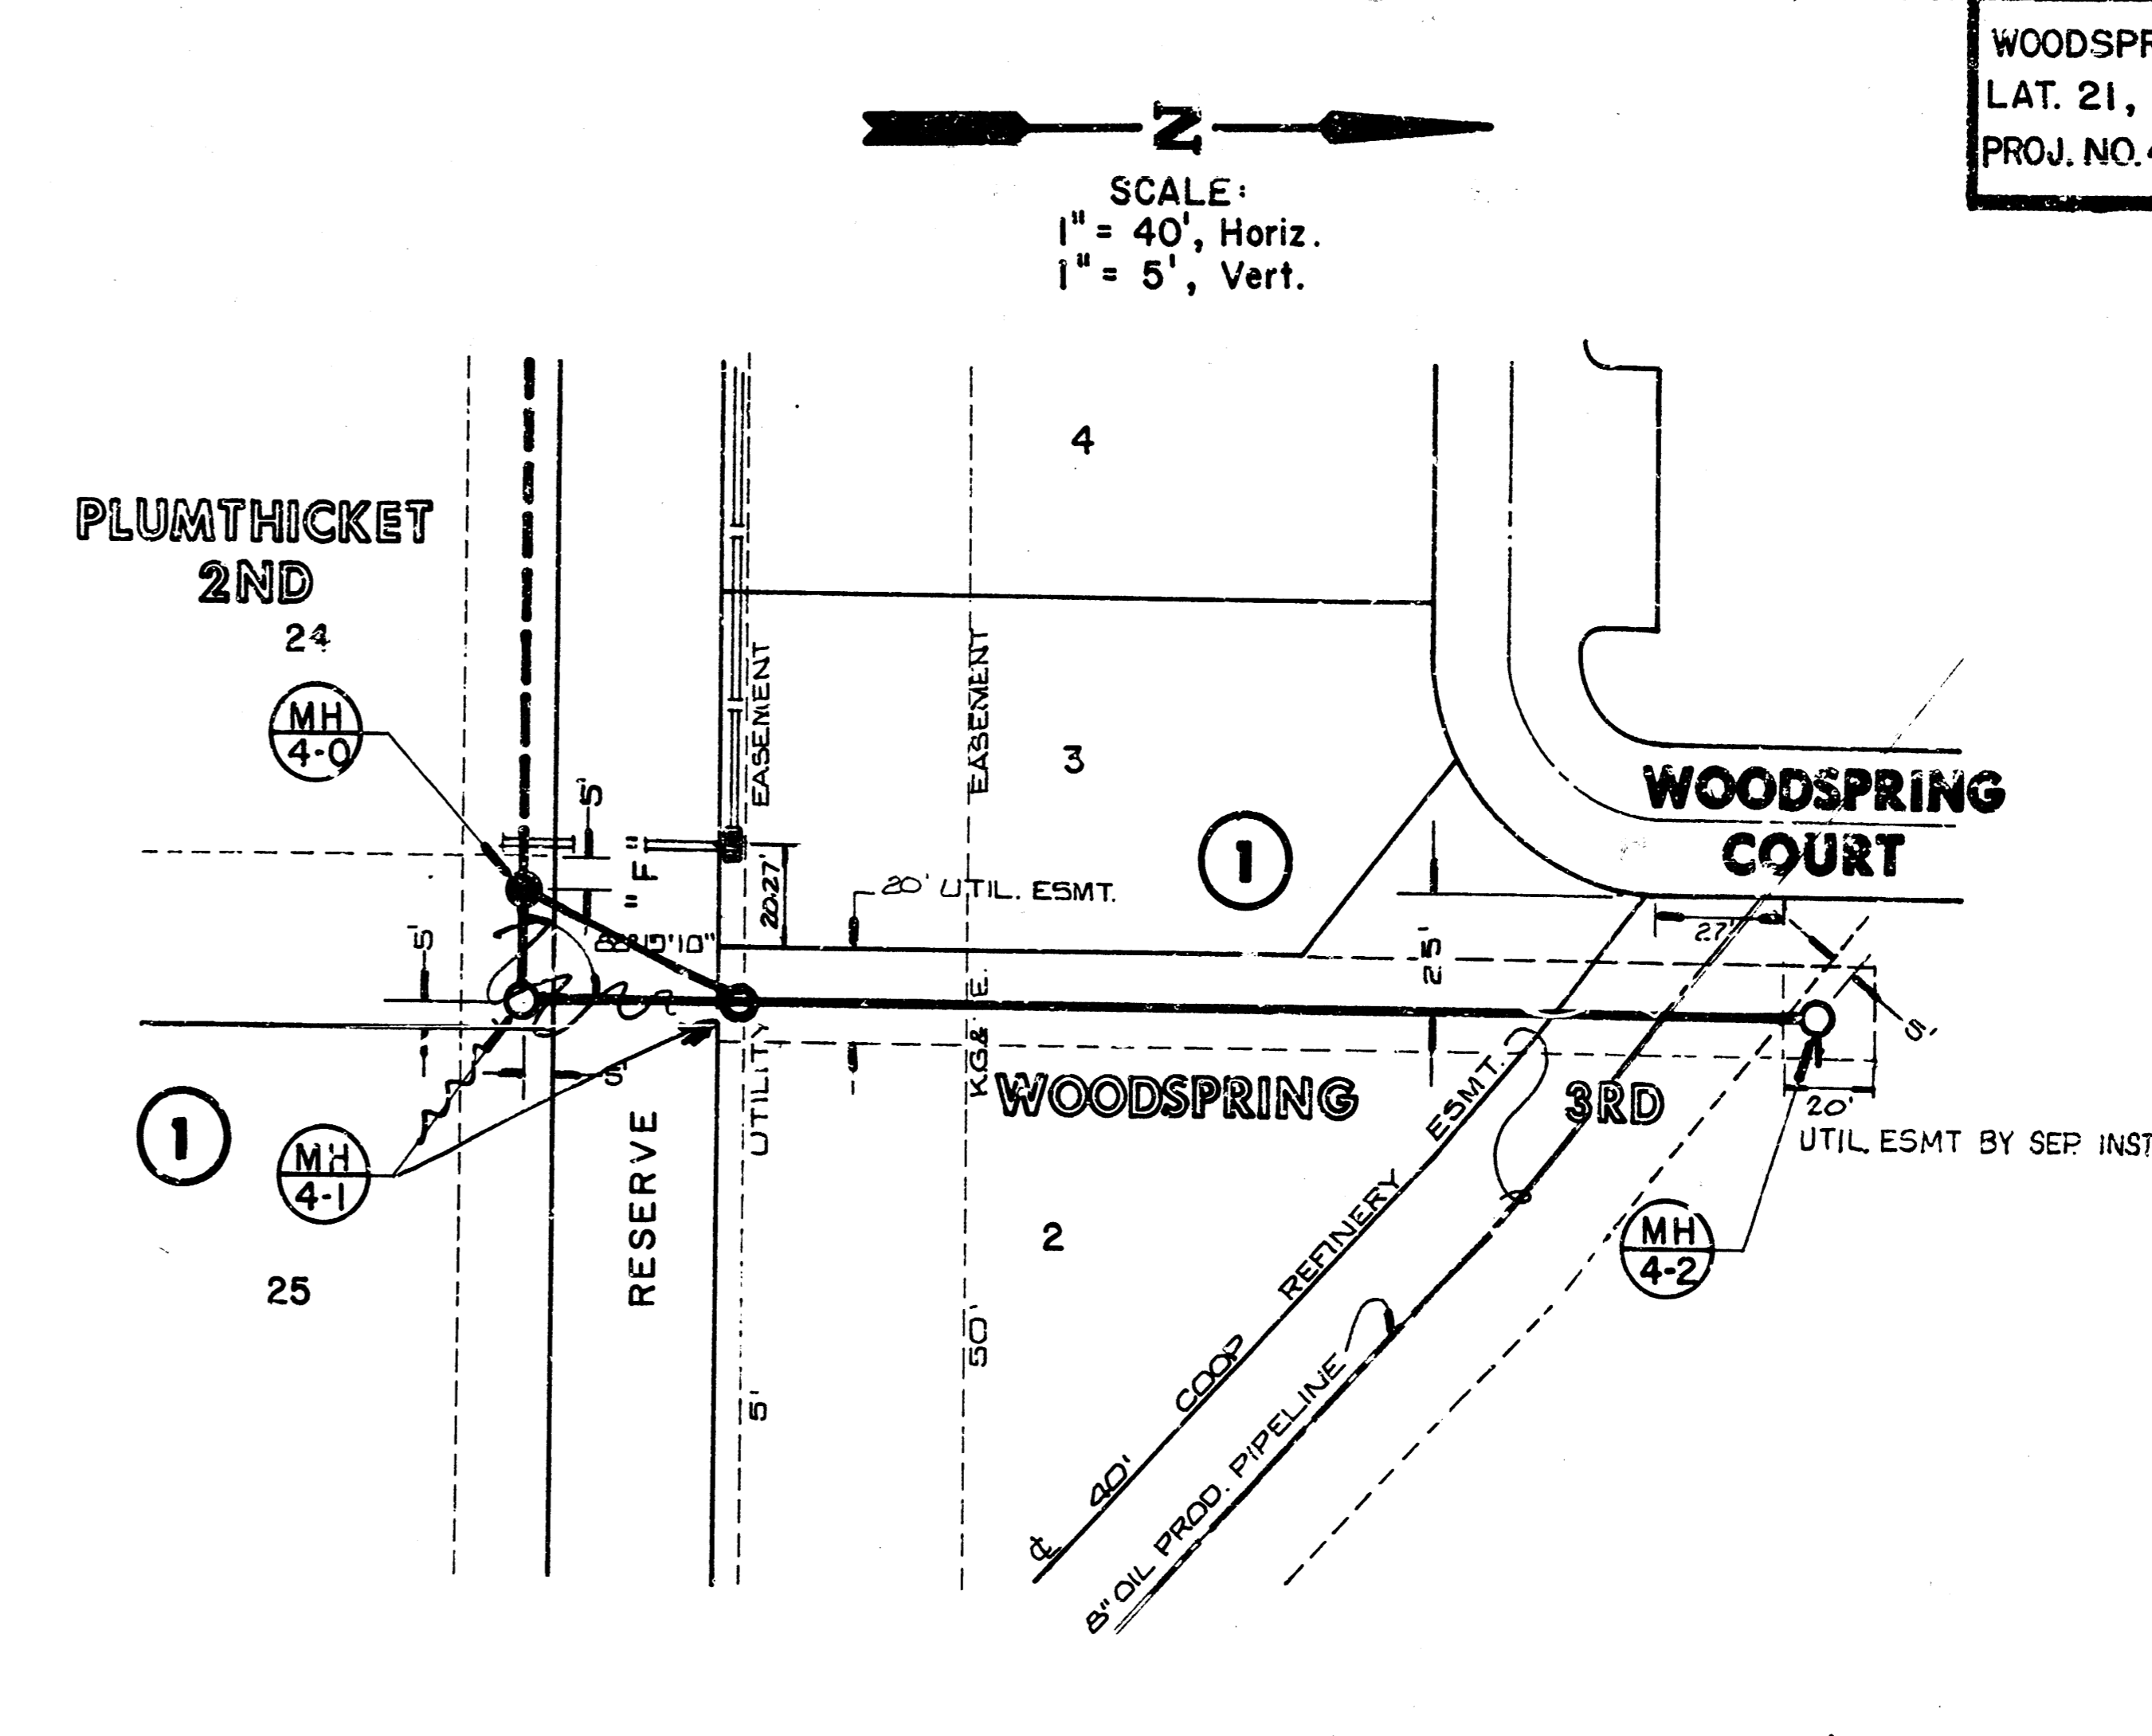 WOODSPR
LAT. 21,
PROJ. NO. 4
N
SCALE:
1" = 40', Horiz.
1" = 5', Vert.
4
PLUMTHICKET
2ND
24
MH
4-0
5'
"F"
EASEMENT
EASEMENT
3
1
WOODSPRING
COURT
20.27'
20' UTIL. ESMT.
5'
25'
27'
5'
K.G.& E.
UTILITY
5'
WOODSPRING
3RD
20'
UTIL. ESMT BY SEP. INST
1
MH
4-1
RESERVE
2
MH
4-2
25
50'
5'
℄ 40' COOP REFINERY ESMT.
8" OIL PROD. PIPELINE